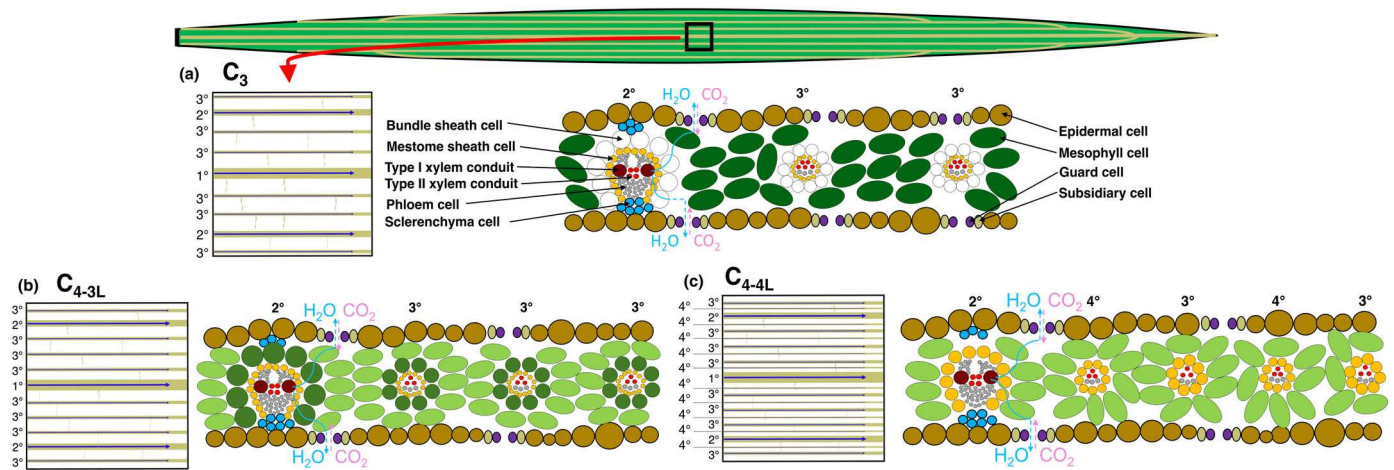 (a) C3
3°
2°
3°
3°
1°
3°
3°
2°
3°
2° H2O CO2 3° 3°
Bundle sheath cell
Mestome sheath cell
Type I xylem conduit
Type II xylem conduit
Phloem cell
Sclerenchyma cell
Epidermal cell
Mesophyll cell
Guard cell
Subsidiary cell
H2O CO2
(b) C4-3L
3°
2°
3°
3°
3°
1°
3°
3°
3°
2°
3°
2° H2O CO2 3° 3° 3°
H2O CO2
(c) C4-4L
4° 3°
4° 2°
4° 3°
4° 3°
4° 3°
4° 1°
4° 3°
4° 3°
4° 3°
4° 2°
4° 3°
2° H2O CO2 4° 3° 4° 3°
H2O CO2